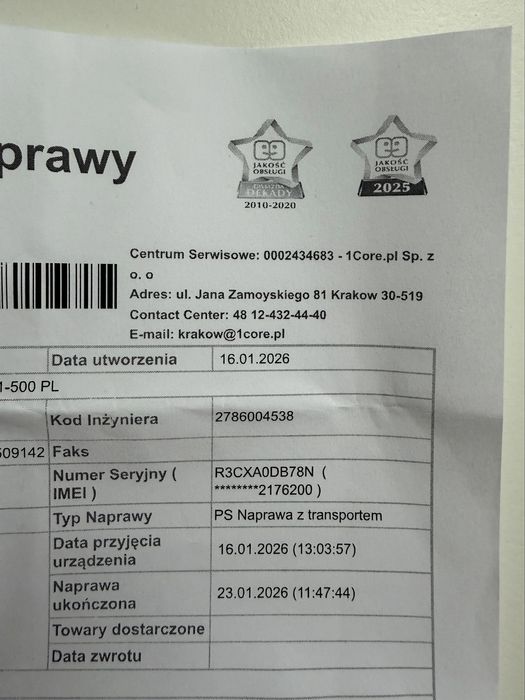 prawy
JAKOŚĆ
OBSŁUGI
GWIAZDA
DEKADY
2010-2020
JAKOŚĆ
OBSŁUGI
2025
Centrum Serwisowe: 0002434683 - 1Core.pl Sp. z
o. o
Adres: ul. Jana Zamoyskiego 81 Krakow 30-519
Contact Center: 48 12-432-44-40
E-mail: krakow@1core.pl
Data utworzenia 16.01.2026
1-500 PL
Kod Inżyniera 2786004538
509142 Faks
Numer Seryjny ( R3CXA0DB78N (
IMEI ) ********2176200 )
Typ Naprawy PS Naprawa z transportem
Data przyjęcia
urządzenia 16.01.2026 (13:03:57)
Naprawa
ukończona 23.01.2026 (11:47:44)
Towary dostarczone
Data zwrotu